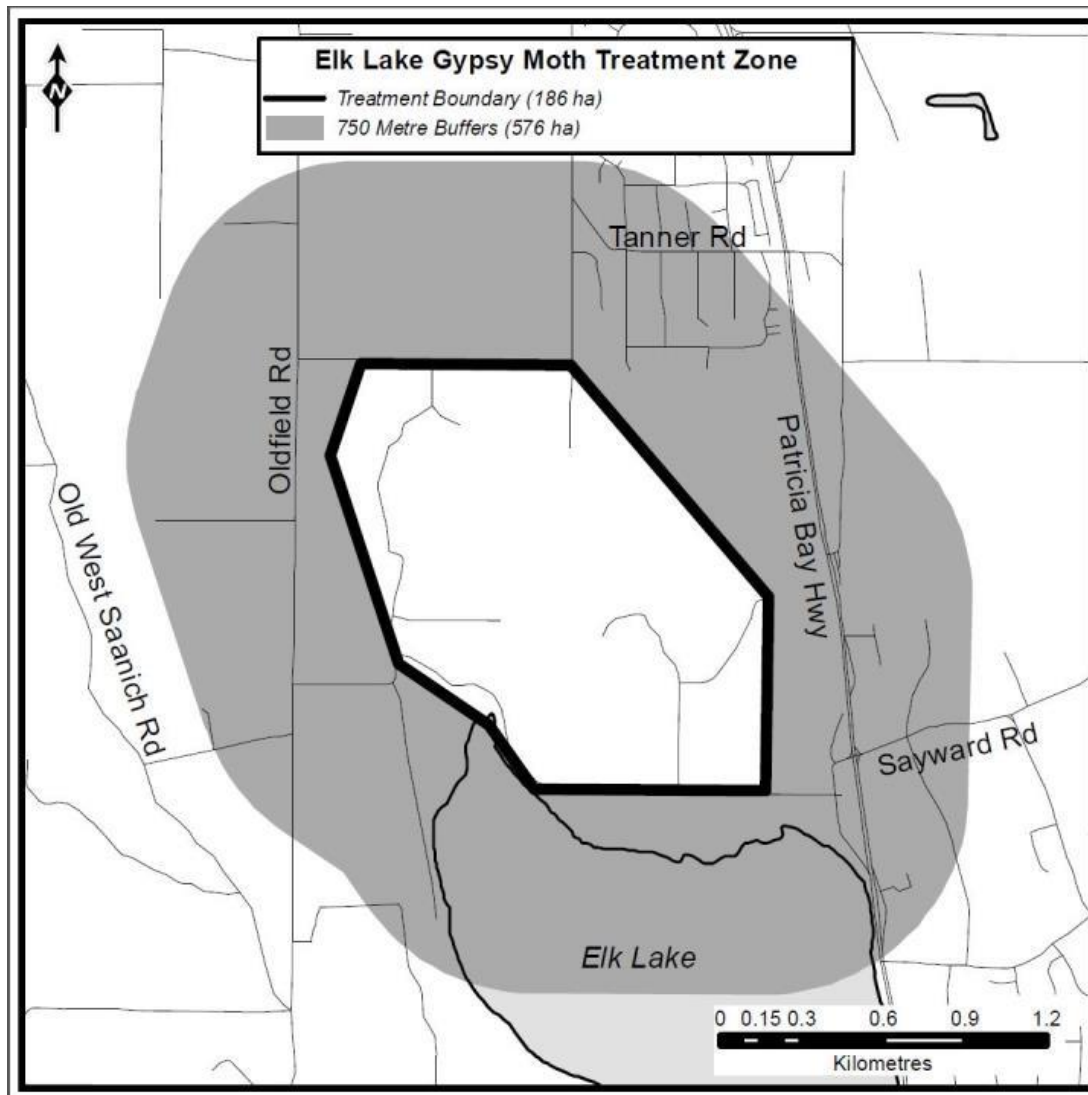 Elk Lake Gypsy Moth Treatment Zone
N
Treatment Boundary (186 ha)
750 Metre Buffers (576 ha)
Tanner Rd
Oldfield Rd
Patricia Bay Hwy
Old West Saanich Rd
Sayward Rd
Elk Lake
0 0.15 0.3 0.6 0.9 1.2
Kilometres